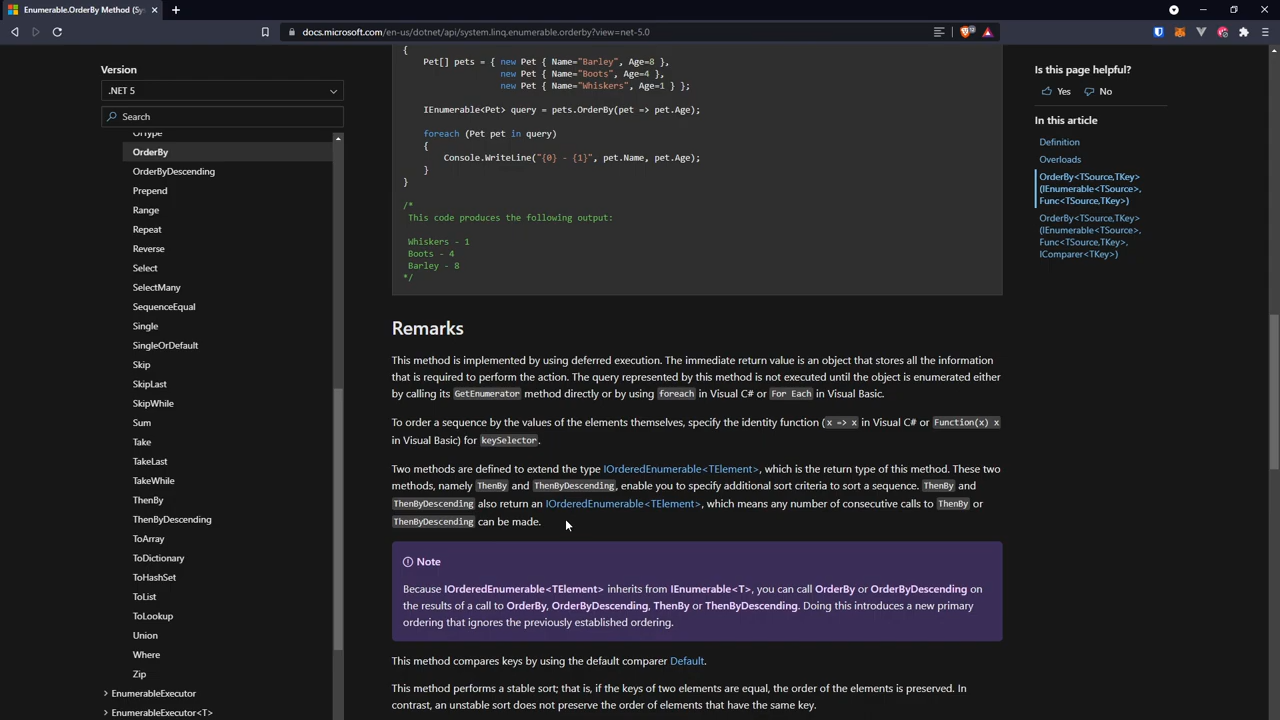 Enumerable.OrderBy Method (Sy
docs.microsoft.com/en-us/dotnet/api/system.linq.enumerable.orderby?view=net-5.0
Version
.NET 5
Search
OfType
OrderBy
OrderByDescending
Prepend
Range
Repeat
Reverse
Select
SelectMany
SequenceEqual
Single
SingleOrDefault
Skip
SkipLast
SkipWhile
Sum
Take
TakeLast
TakeWhile
ThenBy
ThenByDescending
ToArray
ToDictionary
ToHashSet
ToList
ToLookup
Union
Where
Zip
EnumerableExecutor
EnumerableExecutor<T>
{
Pet[] pets = { new Pet { Name="Barley", Age=8 },
new Pet { Name="Boots", Age=4 },
new Pet { Name="Whiskers", Age=1 } };
IEnumerable<Pet> query = pets.OrderBy(pet => pet.Age);
foreach (Pet pet in query)
{
Console.WriteLine("{0} - {1}", pet.Name, pet.Age);
}
}
/*
This code produces the following output:
Whiskers - 1
Boots - 4
Barley - 8
*/
Remarks
This method is implemented by using deferred execution. The immediate return value is an object that stores all the information
that is required to perform the action. The query represented by this method is not executed until the object is enumerated either
by calling its GetEnumerator method directly or by using foreach in Visual C# or For Each in Visual Basic.
To order a sequence by the values of the elements themselves, specify the identity function (x => x in Visual C# or Function(x) x
in Visual Basic) for keySelector.
Two methods are defined to extend the type IOrderedEnumerable<TElement>, which is the return type of this method. These two
methods, namely ThenBy and ThenByDescending, enable you to specify additional sort criteria to sort a sequence. ThenBy and
ThenByDescending also return an IOrderedEnumerable<TElement>, which means any number of consecutive calls to ThenBy or
ThenByDescending can be made.
Note
Because IOrderedEnumerable<TElement> inherits from IEnumerable<T>, you can call OrderBy or OrderByDescending on
the results of a call to OrderBy, OrderByDescending, ThenBy or ThenByDescending. Doing this introduces a new primary
ordering that ignores the previously established ordering.
This method compares keys by using the default comparer Default.
This method performs a stable sort; that is, if the keys of two elements are equal, the order of the elements is preserved. In
contrast, an unstable sort does not preserve the order of elements that have the same key.
Is this page helpful?
Yes No
In this article
Definition
Overloads
OrderBy<TSource,TKey>
(IEnumerable<TSource>,
Func<TSource,TKey>)
OrderBy<TSource,TKey>
(IEnumerable<TSource>,
Func<TSource,TKey>,
IComparer<TKey>)